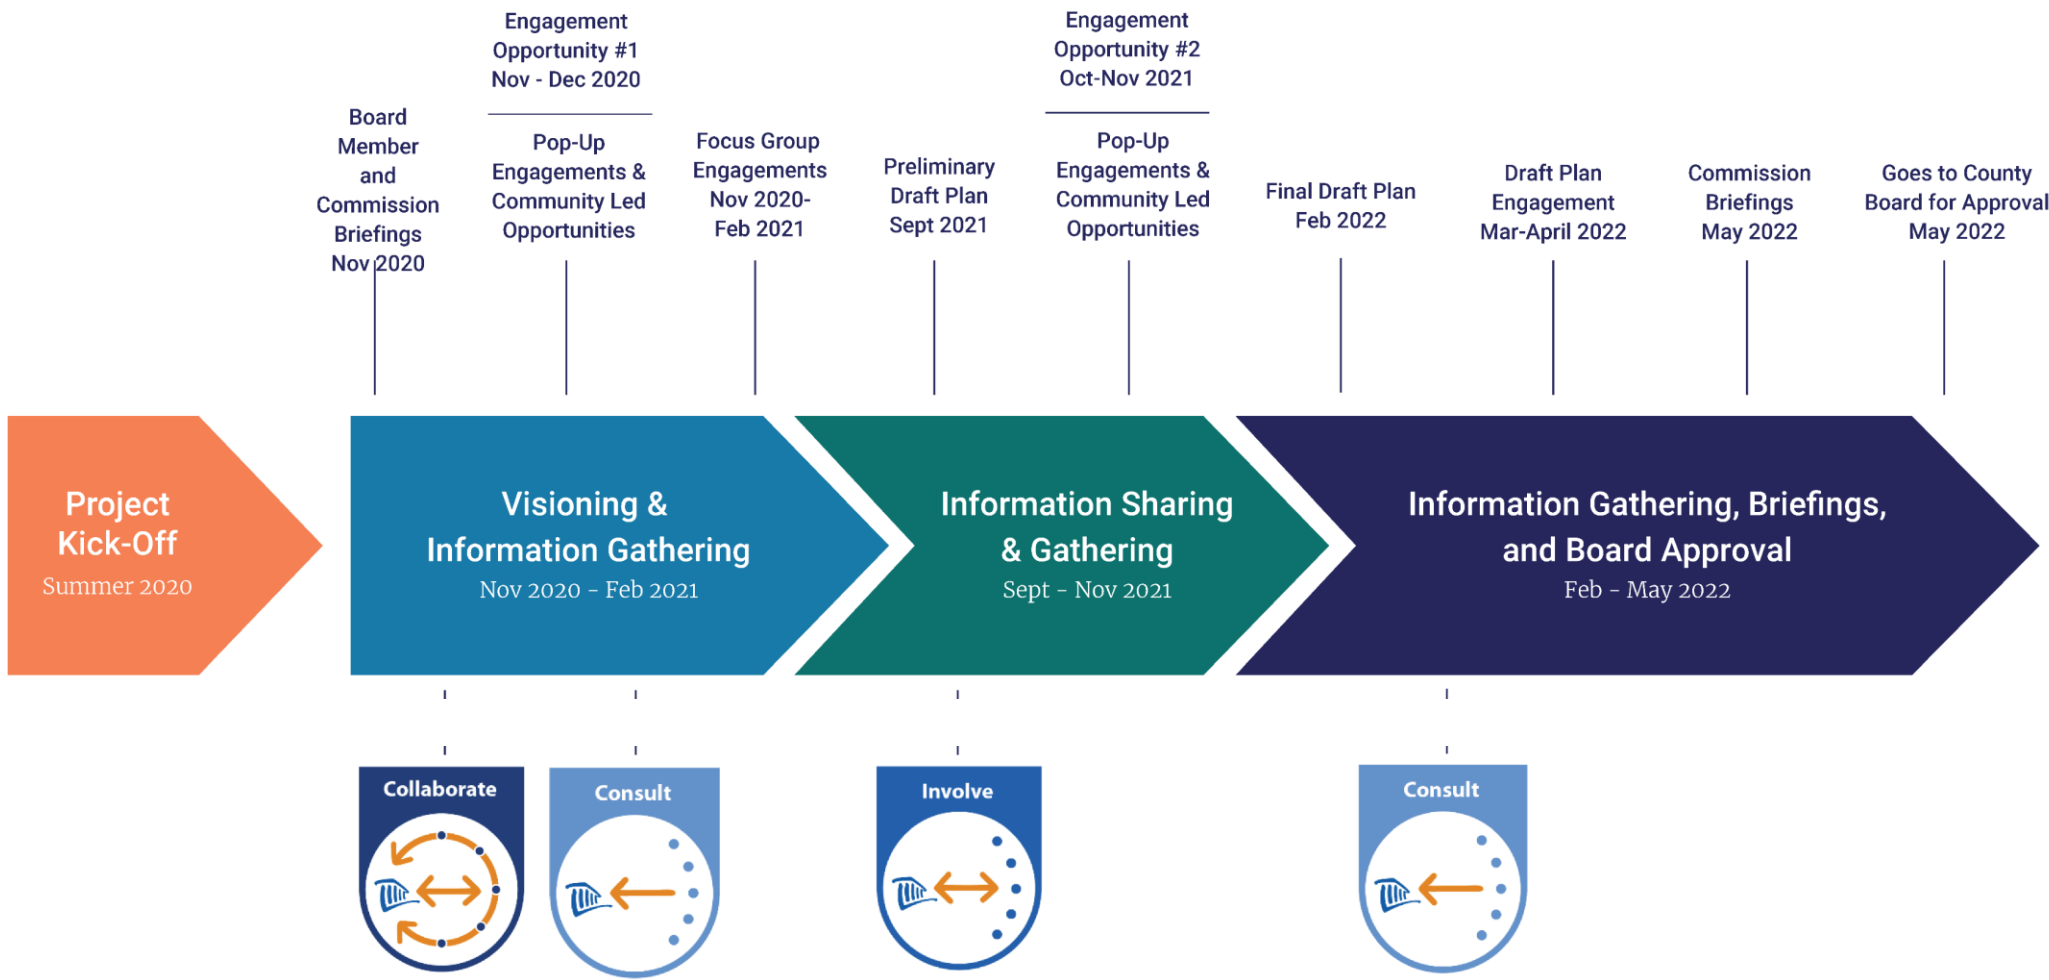 Board
Member
and
Commission
Briefings
Nov 2020
Engagement
Opportunity #1
Nov - Dec 2020
Pop-Up
Engagements &
Community Led
Opportunities
Focus Group
Engagements
Nov 2020-
Feb 2021
Preliminary
Draft Plan
Sept 2021
Engagement
Opportunity #2
Oct-Nov 2021
Pop-Up
Engagements &
Community Led
Opportunities
Final Draft Plan
Feb 2022
Draft Plan
Engagement
Mar-April 2022
Commission
Briefings
May 2022
Goes to County
Board for Approval
May 2022
Project
Kick-Off
Summer 2020
Visioning &
Information Gathering
Nov 2020 - Feb 2021
Information Sharing
& Gathering
Sept - Nov 2021
Information Gathering, Briefings,
and Board Approval
Feb - May 2022
Collaborate
Consult
Involve
Consult